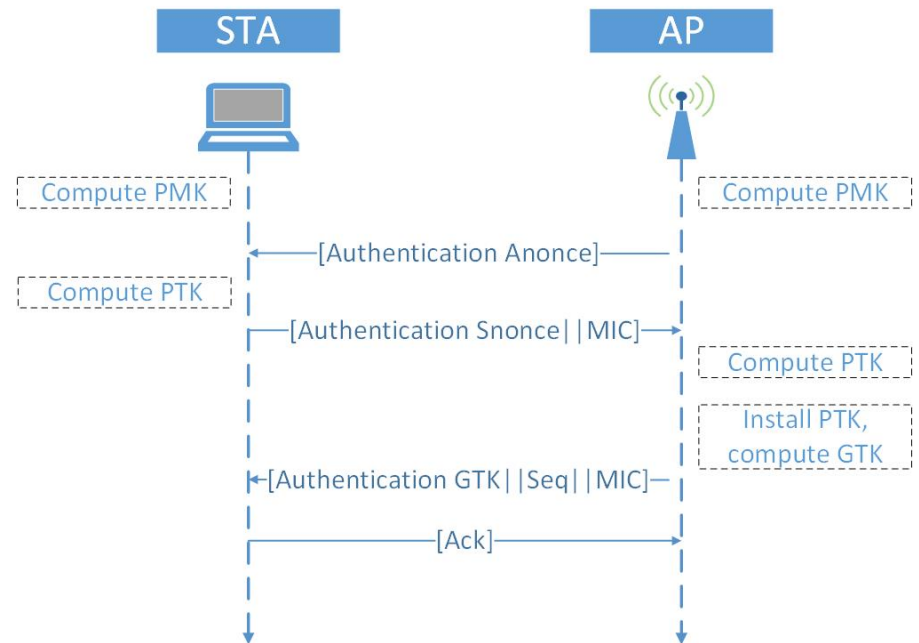 STA
AP
Compute PMK
Compute PMK
[Authentication Anonce]
Compute PTK
[Authentication Snonce||MIC]
Compute PTK
Install PTK,
compute GTK
[Authentication GTK||Seq||MIC]
[Ack]